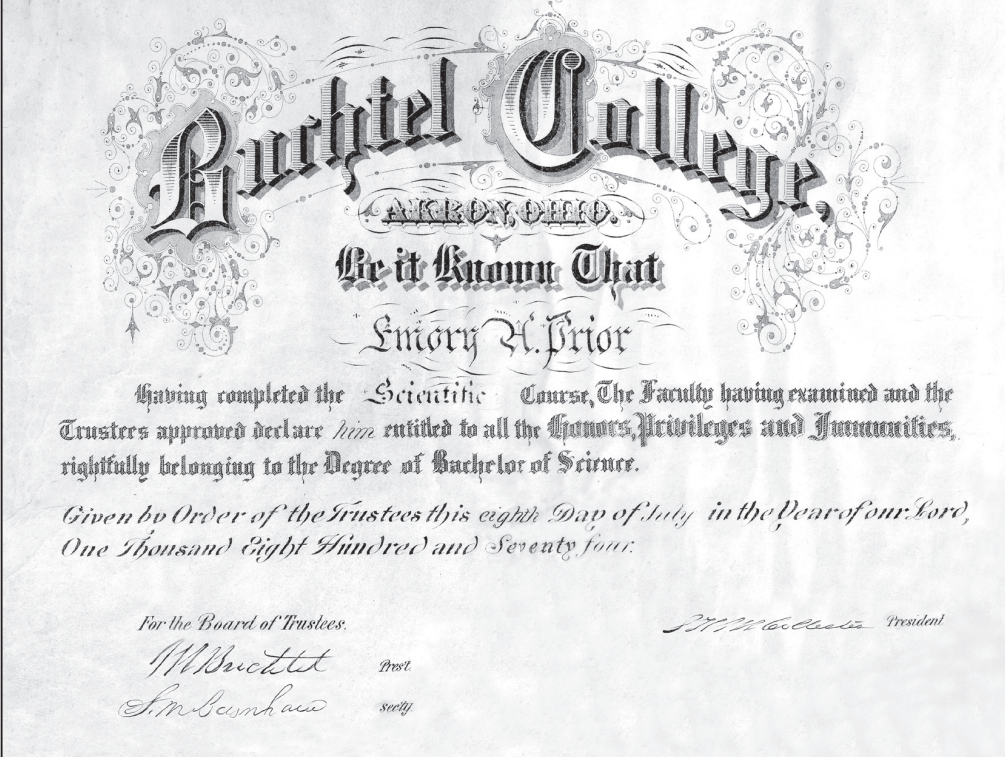 Buchtel College,
AKRON, OHIO.
Be it Known That
Emory A. Prior
Having completed the Scientific Course, The Faculty having examined and the
Trustees approved declare him entitled to all the Honors, Privileges and Immunities,
rightfully belonging to the Degree of Bachelor of Science.
Given by Order of the Trustees this eighth Day of July in the Year of our Lord,
One Thousand Eight Hundred and Seventy four.
For the Board of Trustees.
President
Buchtel Pres't
S. M. Burnham Secty